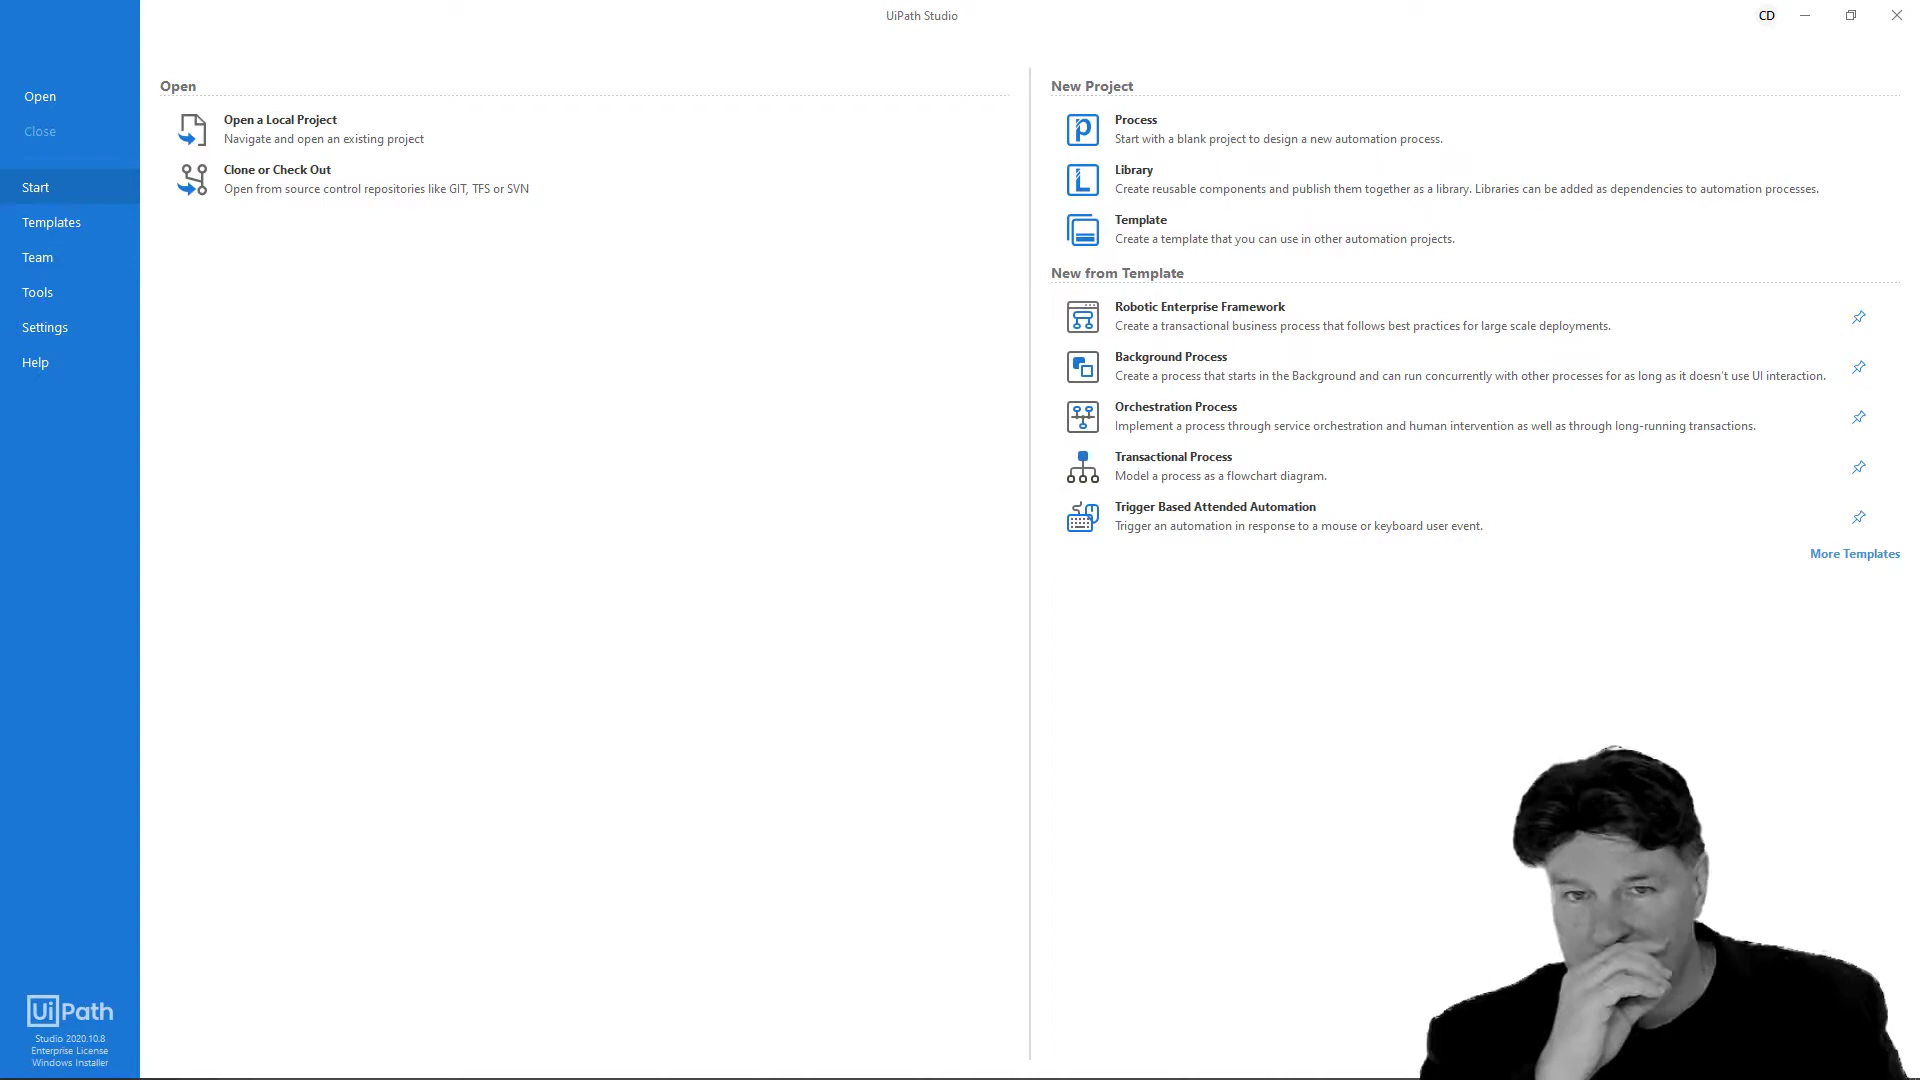 UiPath Studio
CD
Open
Close
Start
Templates
Team
Tools
Settings
Help
UiPath
Studio 2020.10.8
Enterprise License
Windows Installer
Open
Open a Local Project
Navigate and open an existing project
Clone or Check Out
Open from source control repositories like GIT, TFS or SVN
New Project
Process
Start with a blank project to design a new automation process.
Library
Create reusable components and publish them together as a library. Libraries can be added as dependencies to automation processes.
Template
Create a template that you can use in other automation projects.
New from Template
Robotic Enterprise Framework
Create a transactional business process that follows best practices for large scale deployments.
Background Process
Create a process that starts in the Background and can run concurrently with other processes for as long as it doesn't use UI interaction.
Orchestration Process
Implement a process through service orchestration and human intervention as well as through long-running transactions.
Transactional Process
Model a process as a flowchart diagram.
Trigger Based Attended Automation
Trigger an automation in response to a mouse or keyboard user event.
More Templates